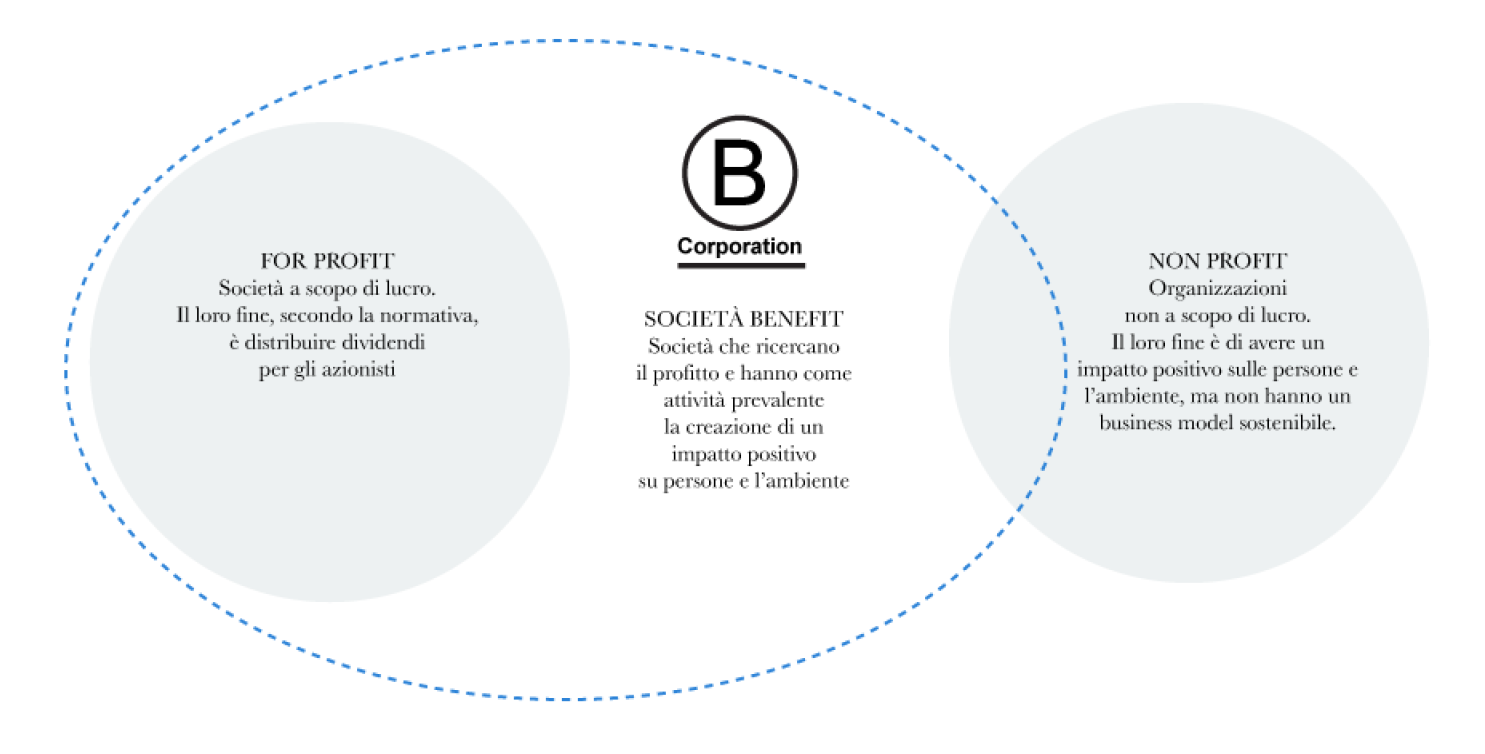 FOR PROFIT
Società a scopo di lucro.
Il loro fine, secondo la normativa,
è distribuire dividendi
per gli azionisti
B
Corporation
SOCIETÀ BENEFIT
Società che ricercano
il profitto e hanno come
attività prevalente
la creazione di un
impatto positivo
su persone e l’ambiente
NON PROFIT
Organizzazioni
non a scopo di lucro.
Il loro fine è di avere un
impatto positivo sulle persone e
l’ambiente, ma non hanno un
business model sostenibile.